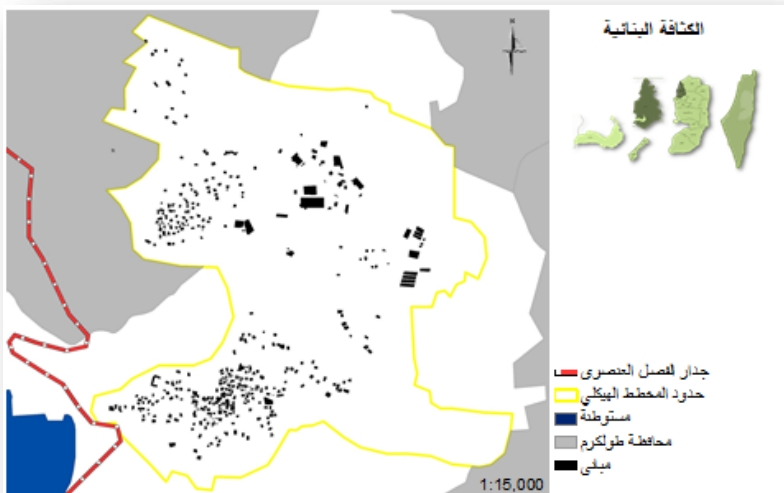 الكثافة البنائية
جدار الفصل العنصري
حدود المخطط الهيكلي
مستوطنة
محافظة طولكرم
مباني
1:15,000